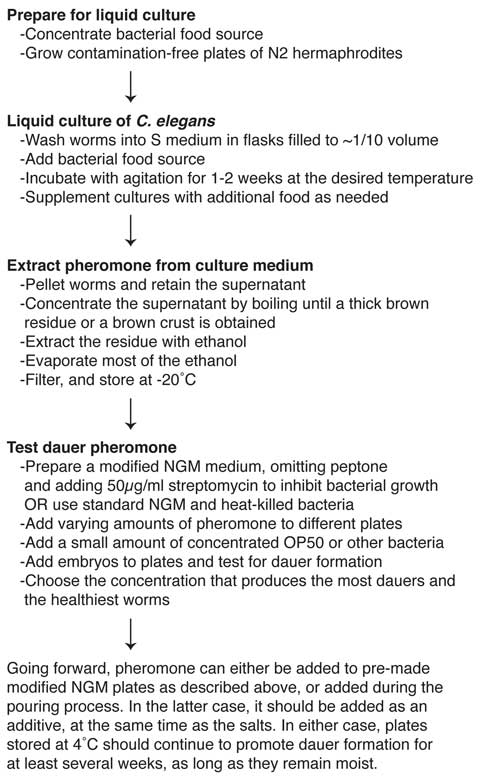 Prepare for liquid culture
-Concentrate bacterial food source
-Grow contamination-free plates of N2 hermaphrodites
Liquid culture of C. elegans
-Wash worms into S medium in flasks filled to ~1/10 volume
-Add bacterial food source
-Incubate with agitation for 1-2 weeks at the desired temperature
-Supplement cultures with additional food as needed
Extract pheromone from culture medium
-Pellet worms and retain the supernatant
-Concentrate the supernatant by boiling until a thick brown
residue or a brown crust is obtained
-Extract the residue with ethanol
-Evaporate most of the ethanol
-Filter, and store at -20˚C
Test dauer pheromone
-Prepare a modified NGM medium, omitting peptone
and adding 50µg/ml streptomycin to inhibit bacterial growth
OR use standard NGM and heat-killed bacteria
-Add varying amounts of pheromone to different plates
-Add a small amount of concentrated OP50 or other bacteria
-Add embryos to plates and test for dauer formation
-Choose the concentration that produces the most dauers and
the healthiest worms
Going forward, pheromone can either be added to pre-made
modified NGM plates as described above, or added during the
pouring process. In the latter case, it should be added as an
additive, at the same time as the salts. In either case, plates
stored at 4˚C should continue to promote dauer formation for
at least several weeks, as long as they remain moist.